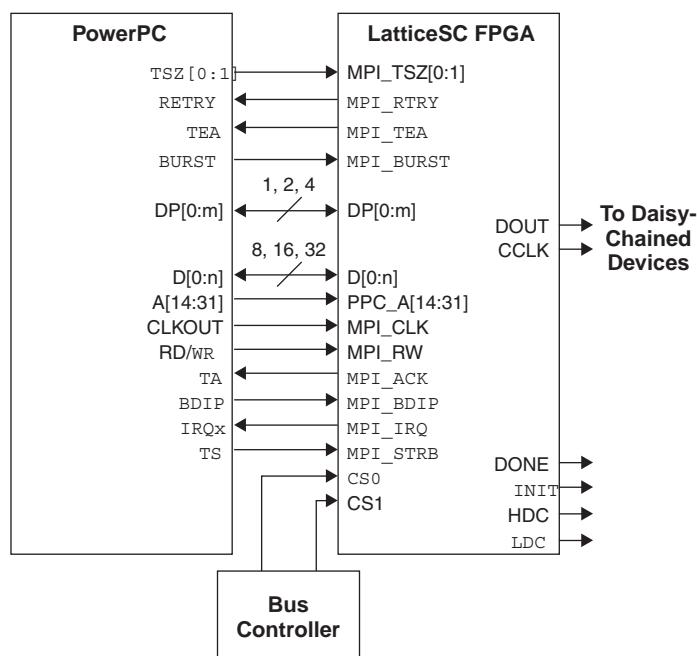 PowerPC LatticeSC FPGA
TSZ[0:1] MPI_TSZ[0:1]
RETRY MPI_RTRY
TEA MPI_TEA
BURST MPI_BURST
1, 2, 4
DP[0:m] DP[0:m]
DOUT To Daisy-
CCLK Chained
Devices
8, 16, 32
D[0:n] D[0:n]
A[14:31] PPC_A[14:31]
CLKOUT MPI_CLK
RD/WR MPI_RW
TA MPI_ACK
BDIP MPI_BDIP
IRQx MPI_IRQ
TS MPI_STRB
DONE
CS0
INIT
CS1
HDC
LDC
Bus
Controller